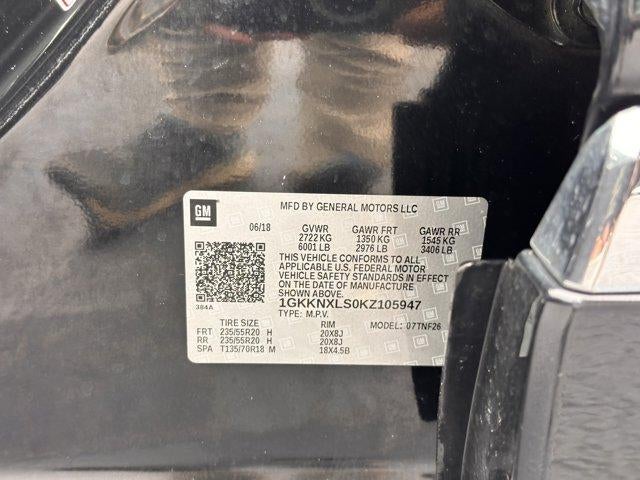 GM MFD BY GENERAL MOTORS LLC
06/18 GVWR GAWR FRT GAWR RR
2722 KG 1350 KG 1545 KG
6001 LB 2976 LB 3406 LB
THIS VEHICLE CONFORMS TO ALL
APPLICABLE U.S. FEDERAL MOTOR
VEHICLE SAFETY STANDARDS IN EFFECT
ON THE DATE OF MANUFACTURE
SHOWN ABOVE.
384A 1GKKNXLS0KZ105947
TYPE: M.P.V.
TIRE SIZE RIM MODEL: 07TNF26
FRT 235/55R20 H 20X8J
RR 235/55R20 H 20X8J
SPA T135/70R18 M 18X4.5B